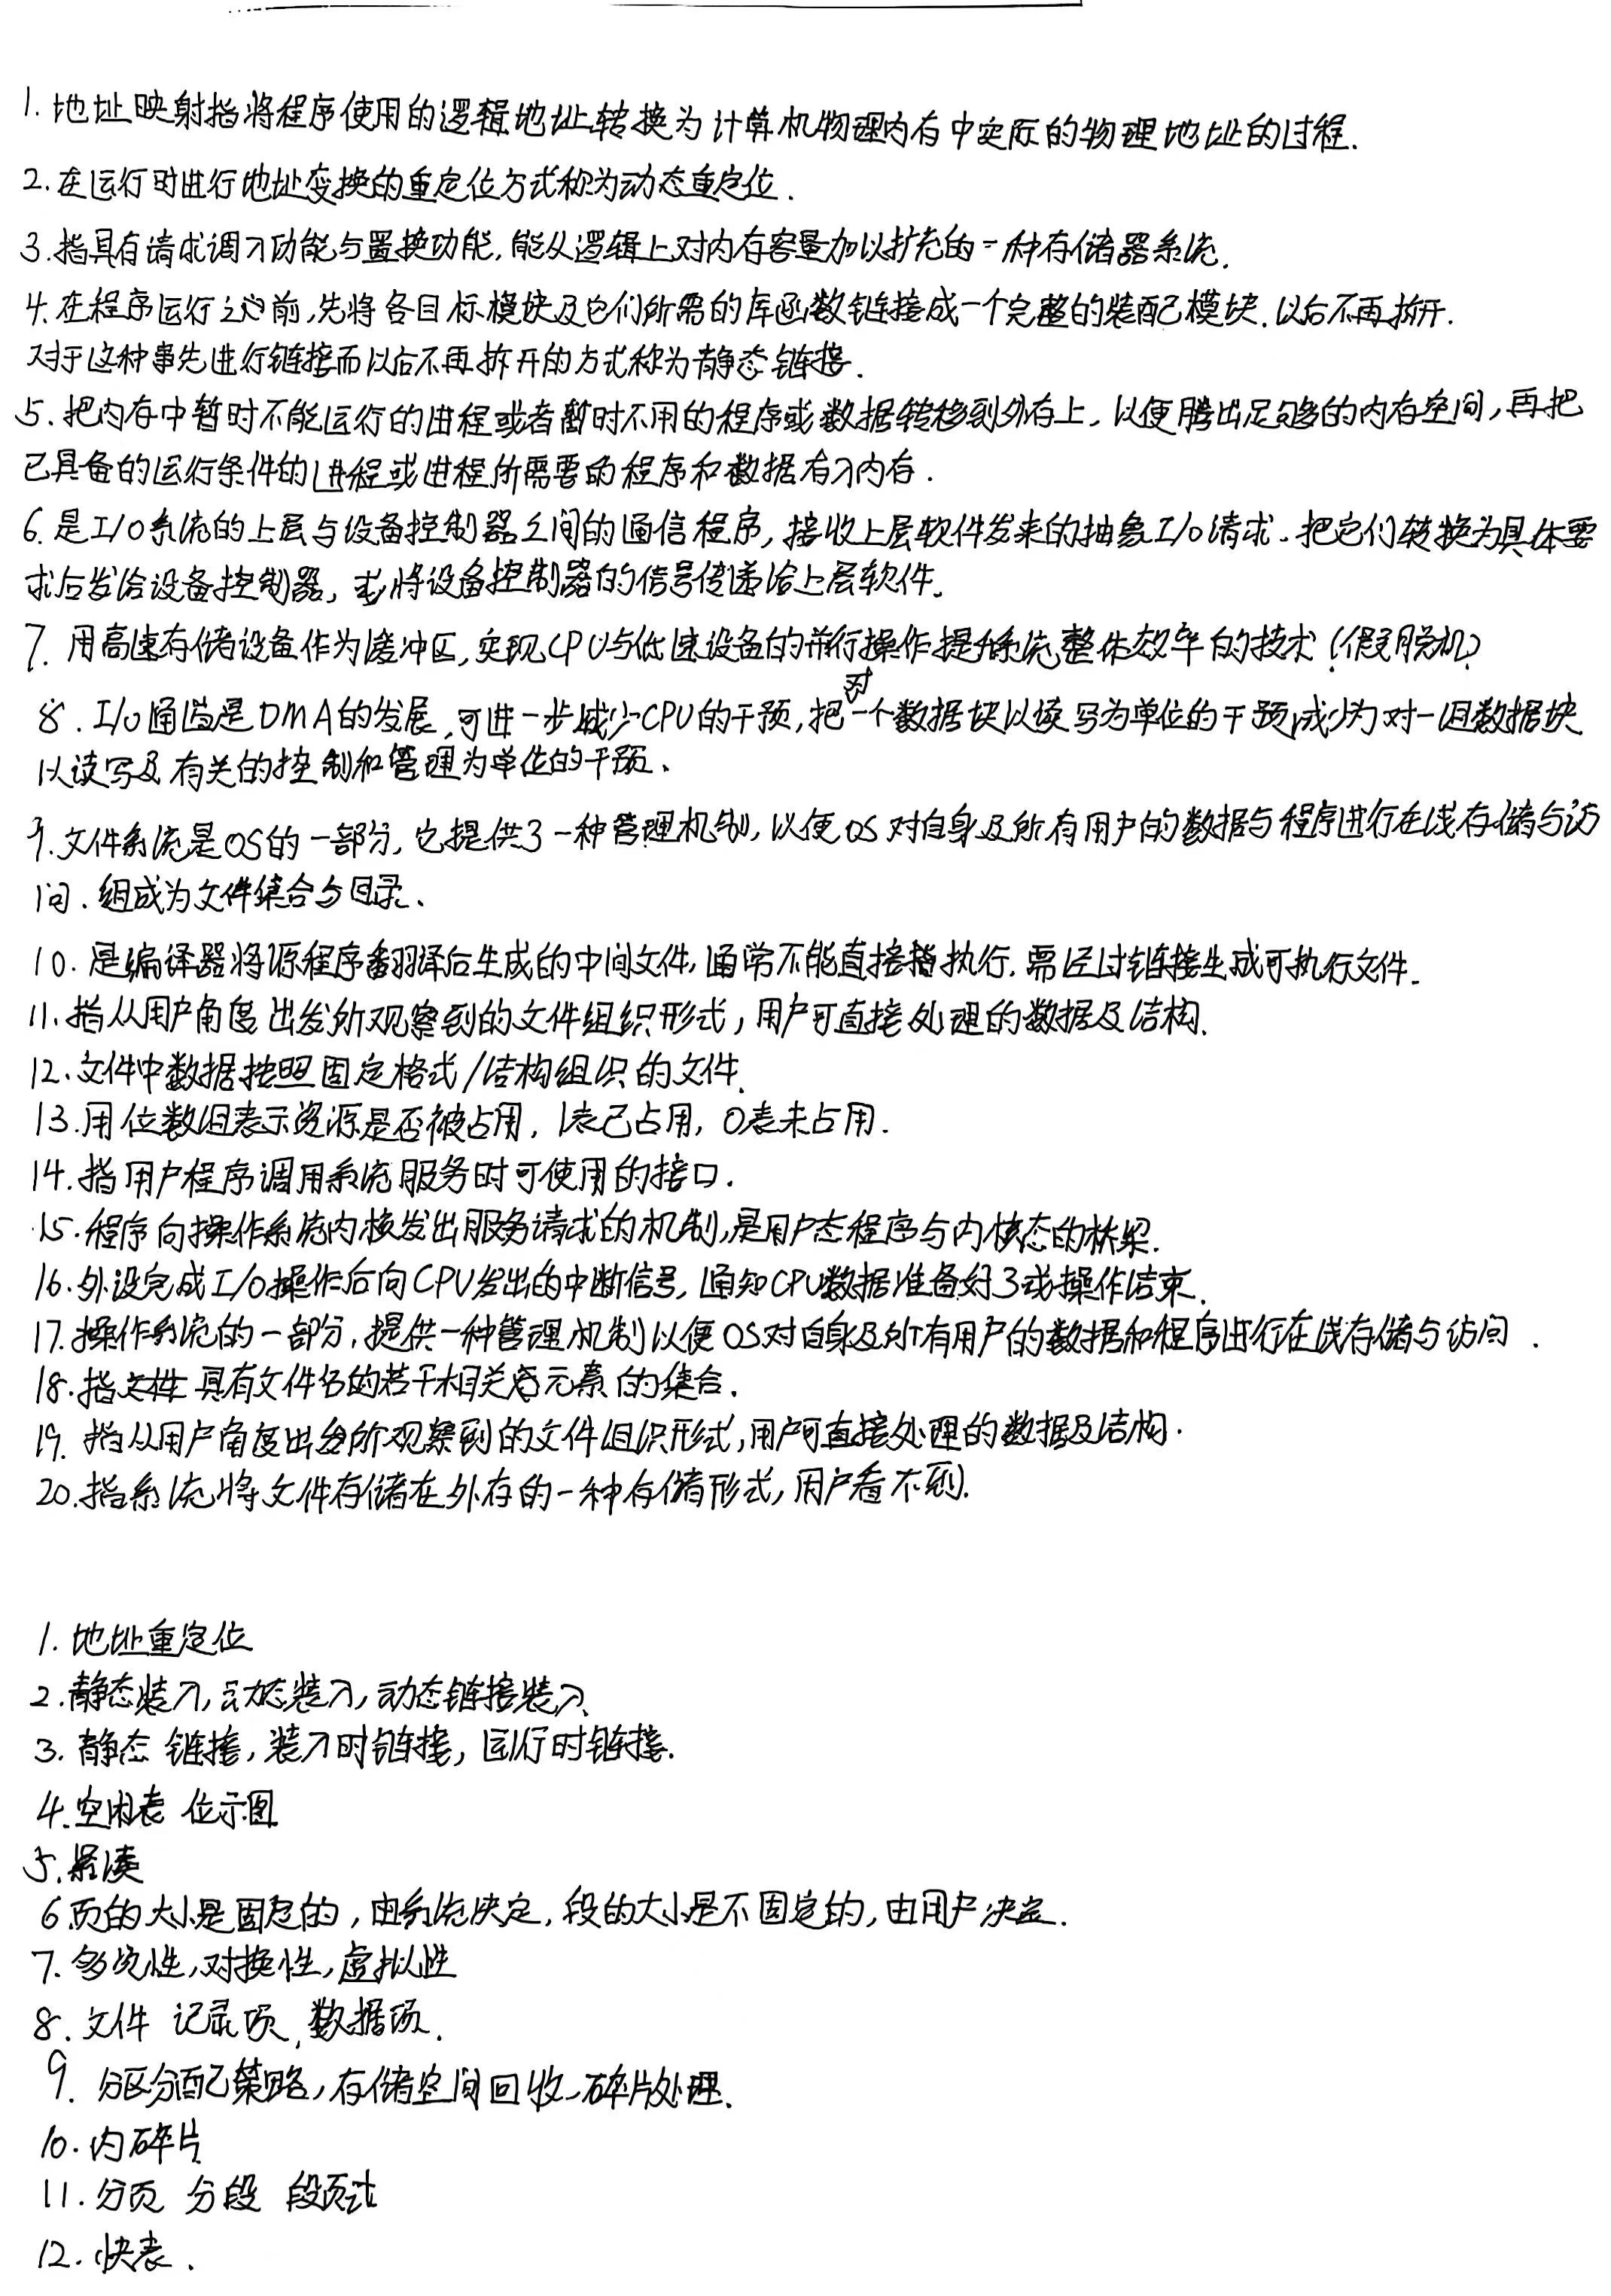 1. 地址映射指将程序使用的逻辑地址转换为计算机物理内存中实际的物理地址的过程.
2. 在运行时进行地址变换的重定位方式称为动态重定位.
3. 指具有请求调入功能与置换功能, 能从逻辑上对内存容量加以扩充的一种存储器系统.
4. 在程序运行之前, 先将各目标模块及它们所需的库函数链接成一个完整的装配模块. 以后不再拆开.
对于这种事先进行链接而以后不再拆开的方式称为静态链接.
5. 把内存中暂时不能运行的进程或者暂时不用的程序或数据转移到外存上, 以便腾出足够的内存空间, 再把
已具备的运行条件的进程或进程所需要的程序和数据存入内存.
6. 是I/O系统的上层与设备控制器之间的通信程序, 接收上层软件发来的抽象I/O请求. 把它们转换为具体要
求后发给设备控制器, 或将设备控制器的信号传递给上层软件.
7. 用高速存储设备作为缓冲区, 实现CPU与低速设备的并行操作提升系统整体效率的技术 (假脱机)
8. I/O通道是DMA的发展, 可进一步减少CPU的干预, 把对一个数据块以读写为单位的干预, 减少为对一组数据块
以读写及有关的控制和管理为单位的干预、
9. 文件系统是OS的一部分, 它提供了一种管理机制, 以便OS对自身及所有用户的数据与程序进行在线存储与访
问. 组成为文件集合与目录、
10. 是编译器将源程序翻译后生成的中间文件, 通常不能直接执行. 需经过链接生成可执行文件.
11. 指从用户角度出发所观察到的文件组织形式, 用户可直接处理的数据及结构.
12. 文件中数据按照固定格式/结构组织的文件.
13. 用位数组表示资源是否被占用, 1表已占用, 0表未占用.
14. 指用户程序调用系统服务时可使用的接口.
15. 程序向操作系统内核发出服务请求的机制, 是用户态程序与内核态的桥梁.
16. 外设完成I/O操作后向CPU发出的中断信号, 通知CPU数据准备好了或操作结束.
17. 操作系统的一部分, 提供一种管理机制以便OS对自身及所有用户的数据和程序进行在线存储与访问.
18. 指具有文件名的若干相关元素的集合.
19. 指从用户角度出发所观察到的文件组织形式, 用户可直接处理的数据及结构.
20. 指系统将文件存储在外存的一种存储形式, 用户看不到.
1. 地址重定位
2. 静态装入, 动态装入, 动态链接装入.
3. 静态 链接, 装入时链接, 运行时链接.
4. 空闲表 位示图
5. 紧凑
6 页的大小是固定的, 由系统决定, 段的大小是不固定的, 由用户决定.
7. 多次性, 对换性, 虚拟性
8. 文件 记录项, 数据项.
9. 分区分配策略, 存储空间回收, 碎片处理.
10. 内碎片
11. 分页 分段 段页式
12. 快表.